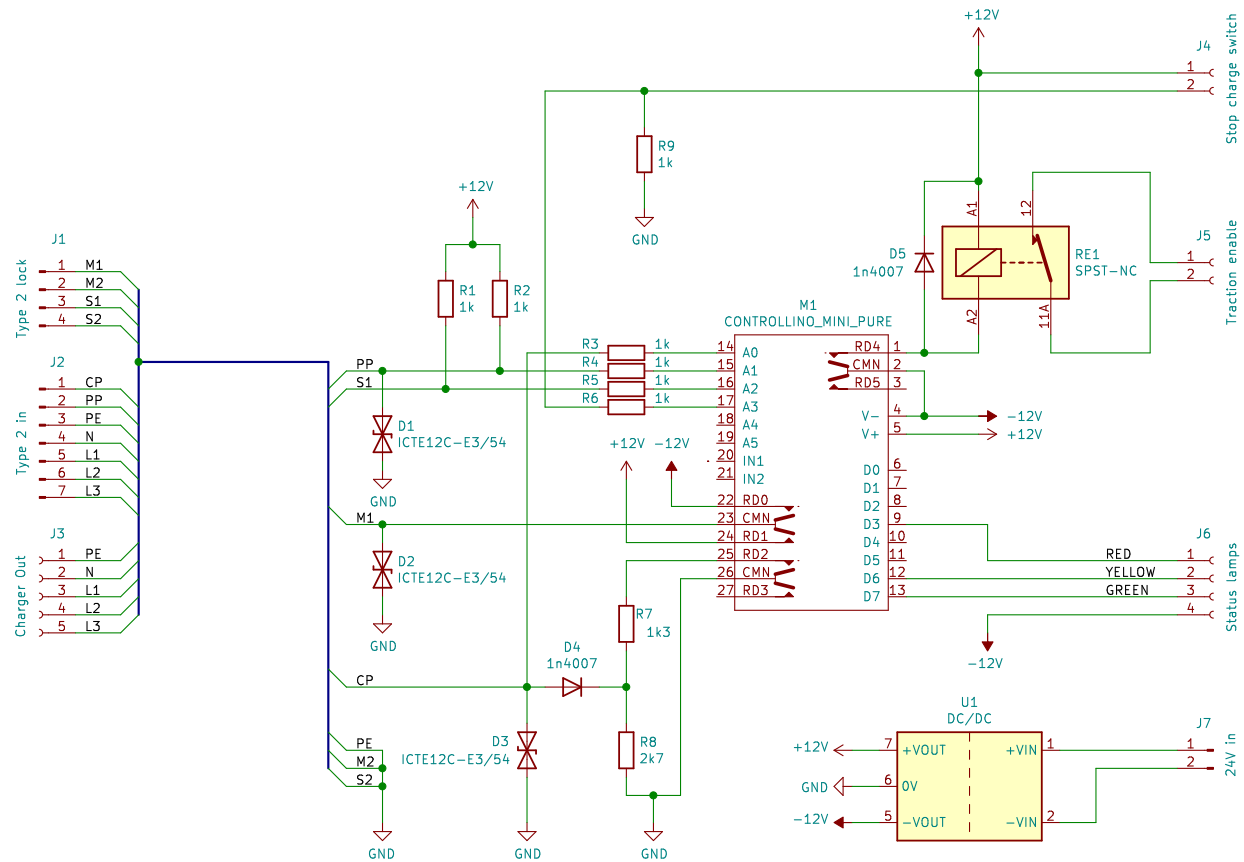 +12V
J4
1
2
Stop charge switch
R9
1k
GND
+12V
R1
1k
R2
1k
J1
Type 2 lock
1 M1
2 M2
3 S1
4 S2
J2
Type 2 in
1 CP
2 PP
3 PE
4 N
5 L1
6 L2
7 L3
J3
Charger Out
1 PE
2 N
3 L1
4 L2
5 L3
PP
S1
D1
ICTE12C-E3/54
GND
M1
D2
ICTE12C-E3/54
GND
CP
D3
ICTE12C-E3/54
GND
PE
M2
S2
GND
D4
1n4007
R7
1k3
R8
2k7
GND
R3 1k
R4 1k
R5 1k
R6 1k
+12V
-12V
M1
CONTROLLINO_MINI_PURE
14 A0
15 A1
16 A2
17 A3
18 A4
19 A5
20 IN1
21 IN2
22 RD0
23 CMN
24 RD1
25 RD2
26 CMN
27 RD3
RD4 1
CMN 2
RD5 3
V- 4
V+ 5
D0 6
D1 7
D2 8
D3 9
D4 10
D5 11
D6 12
D7 13
-12V
+12V
D5
1n4007
A1
A2
12
11A
RE1
SPST-NC
J5
1
2
Traction enable
J6
RED 1
YELLOW 2
GREEN 3
4
Status lamps
-12V
U1
DC/DC
+12V 7 +VOUT
GND 6 0V
-12V 5 -VOUT
+VIN 1
-VIN 2
J7
1
2
24V in